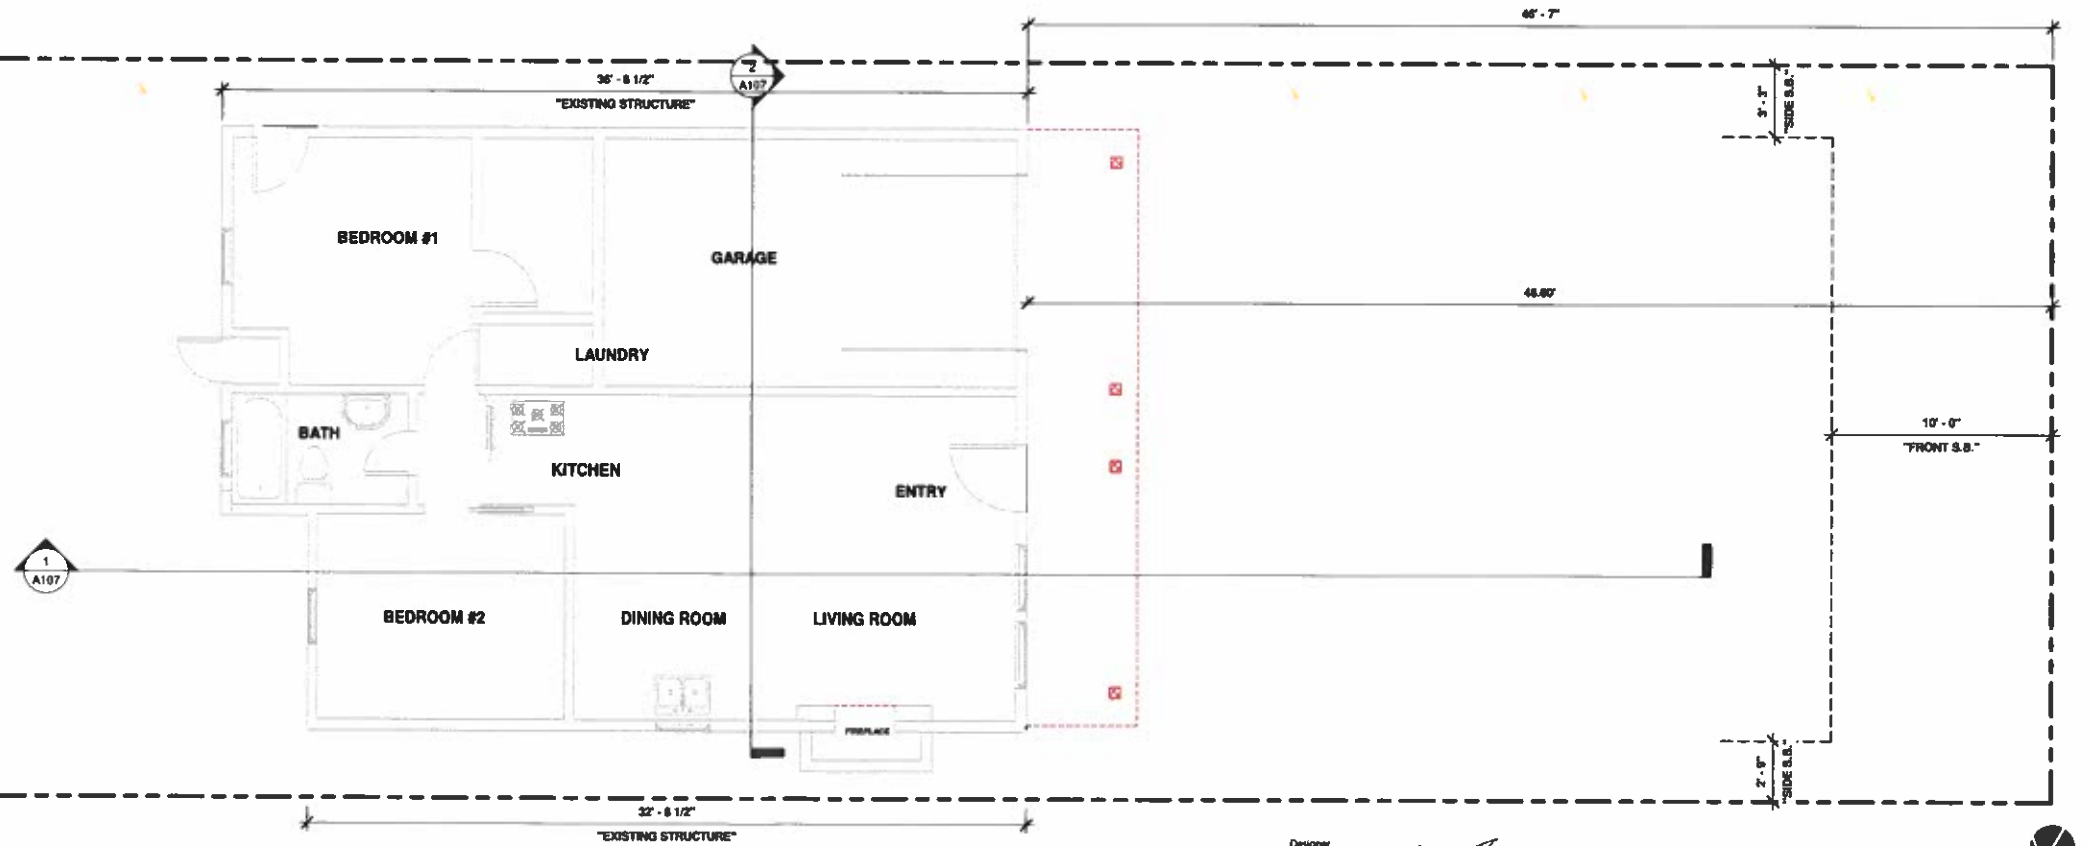 46' - 7"
2
A107
36' - 8 1/2"
"EXISTING STRUCTURE"
3' - 3"
"SIDE S.B."
BEDROOM #1
GARAGE
46.60'
LAUNDRY
BATH
KITCHEN
ENTRY
10' - 0"
"FRONT S.B."
1
A107
BEDROOM #2
DINING ROOM
LIVING ROOM
FIREPLACE
2' - 9"
"SIDE S.B."
32' - 8 1/2"
"EXISTING STRUCTURE"
Designer